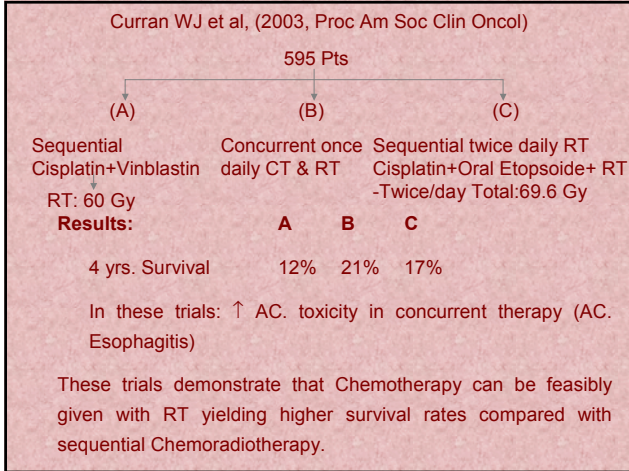 Curran WJ et al, (2003, Proc Am Soc Clin Oncol)
595 Pts
(A) (B) (C)
Sequential Cisplatin+Vinblastin
RT: 60 Gy
Concurrent once daily CT & RT
Sequential twice daily RT
Cisplatin+Oral Etopsoide+ RT
-Twice/day Total:69.6 Gy
Results: A B C
4 yrs. Survival 12% 21% 17%
In these trials: ↑ AC. toxicity in concurrent therapy (AC.
Esophagitis)
These trials demonstrate that Chemotherapy can be feasibly
given with RT yielding higher survival rates compared with
sequential Chemoradiotherapy.